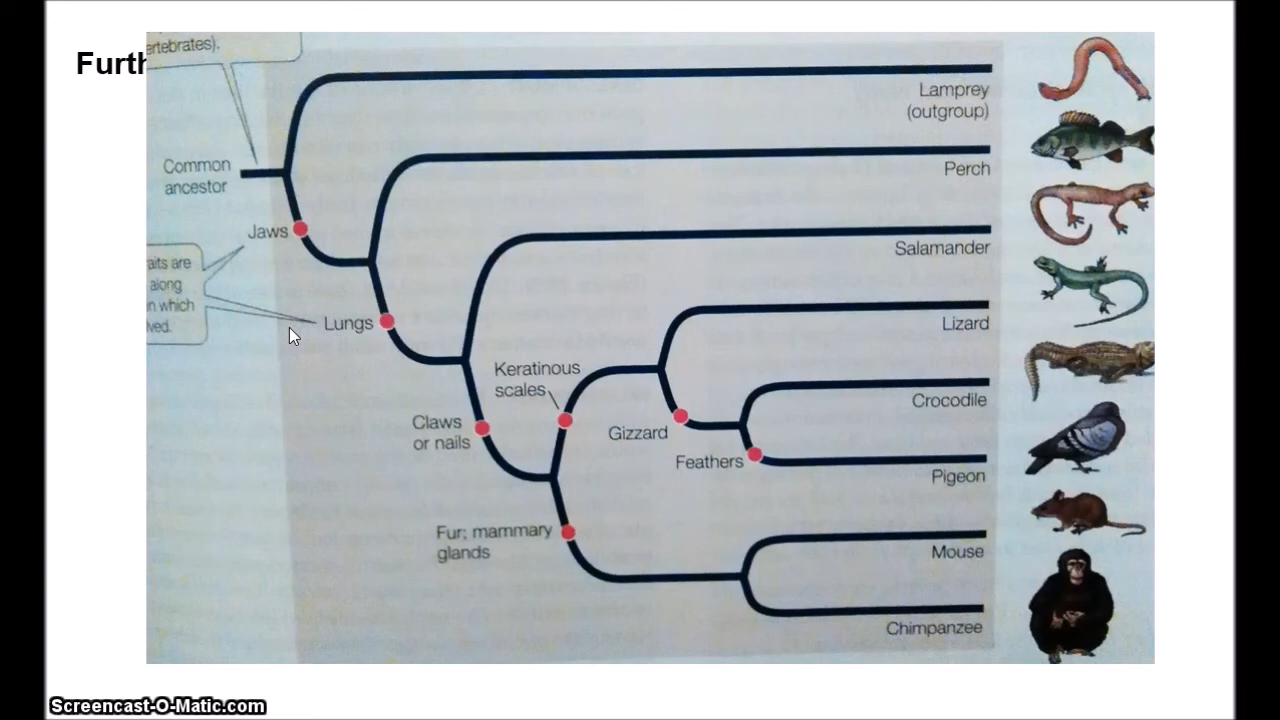 Furth
ertebrates).
Lamprey
(outgroup)
Common
ancestor
Perch
Jaws
Salamander
aits are
along
n which
ved.
Lungs
Lizard
Keratinous
scales
Crocodile
Claws
or nails
Gizzard
Feathers
Pigeon
Fur; mammary
glands
Mouse
Chimpanzee
Screencast-O-Matic.com